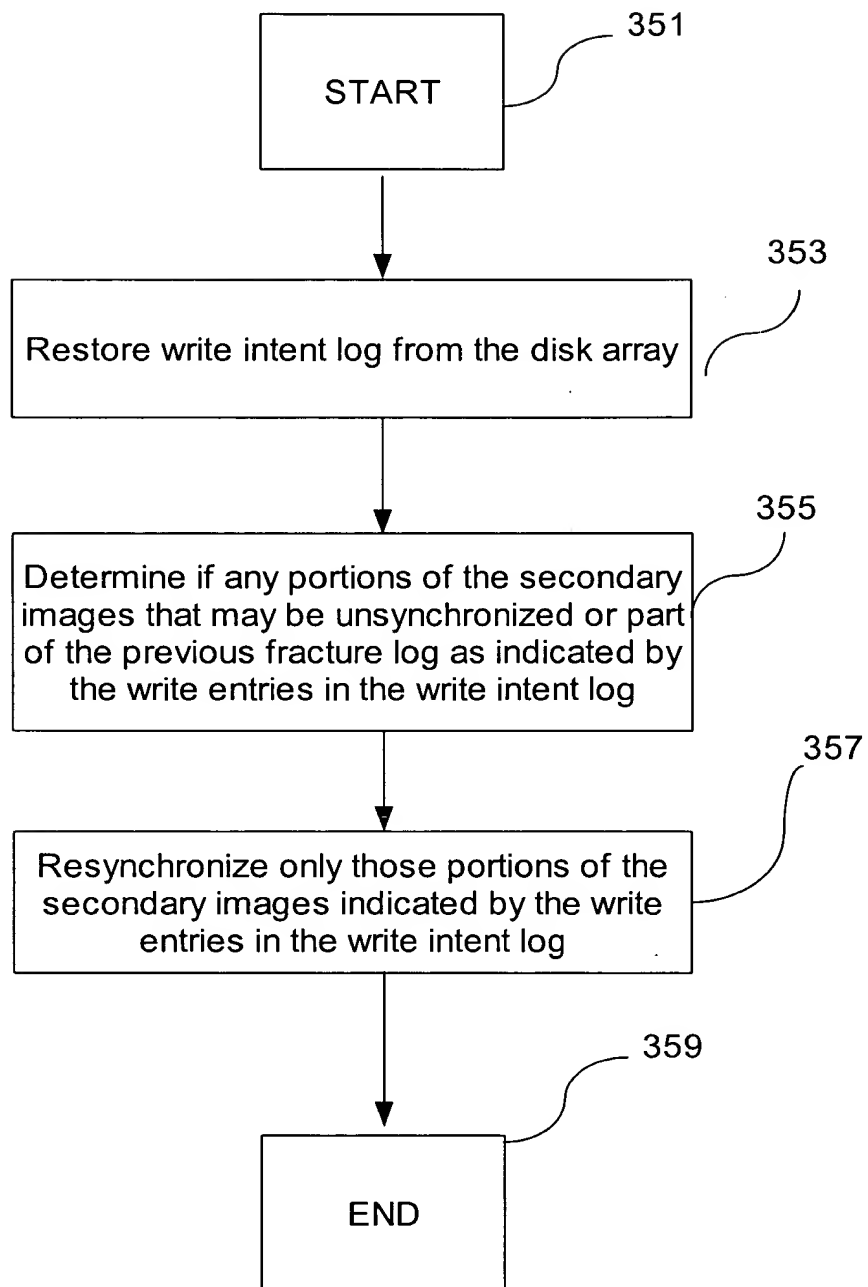 351
START
353
Restore write intent log from the disk array
355
Determine if any portions of the secondary
images that may be unsynchronized or part
of the previous fracture log as indicated by
the write entries in the write intent log
357
Resynchronize only those portions of the
secondary images indicated by the write
entries in the write intent log
359
END